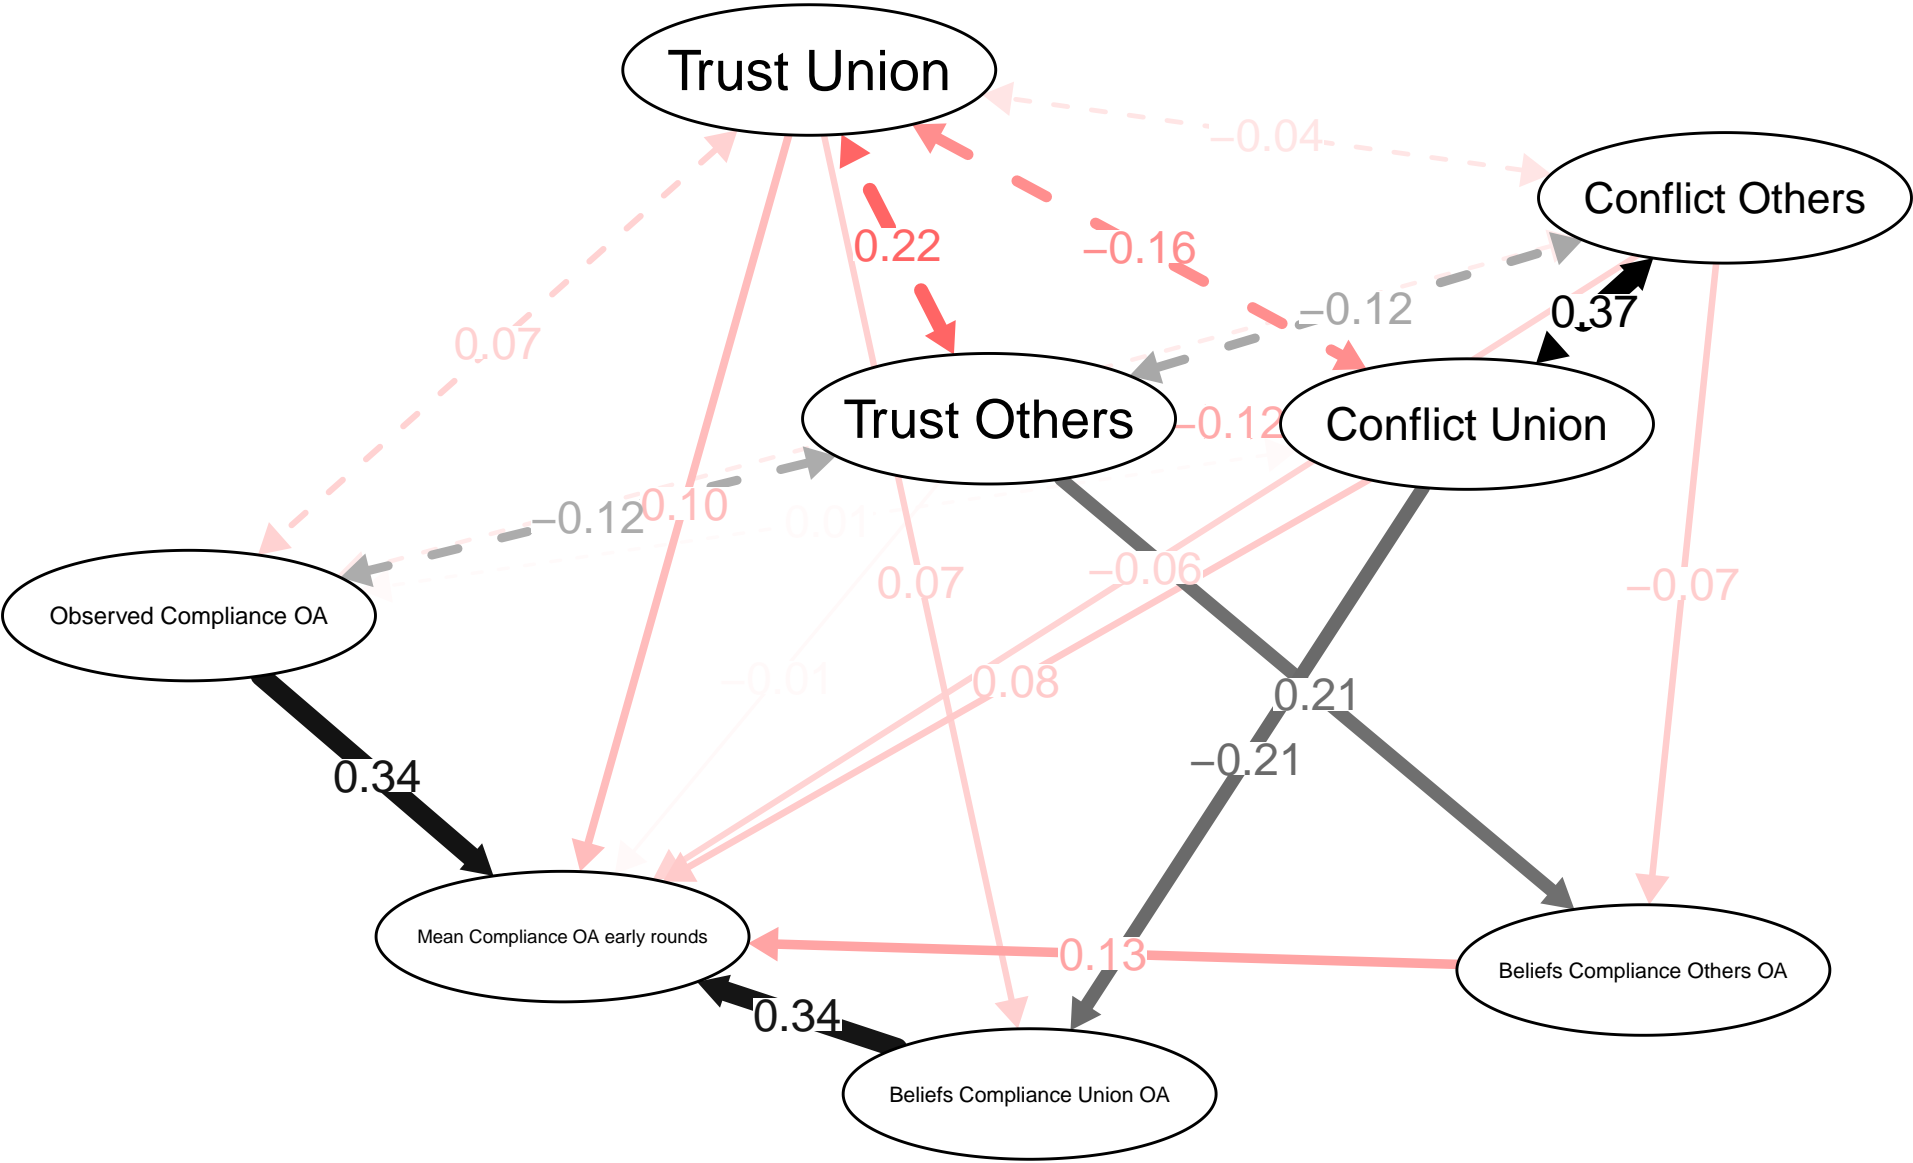 Trust Union
−0.04
Conflict Others
0.22
−0.16
−0.12
0.37
0.07
Trust Others
−0.12
Conflict Union
−0.12
0.10
0.01
−0.06
0.07
−0.07
Observed Compliance OA
−0.01
0.08
0.21
−0.21
0.34
Mean Compliance OA early rounds
0.13
Beliefs Compliance Others OA
0.34
Beliefs Compliance Union OA